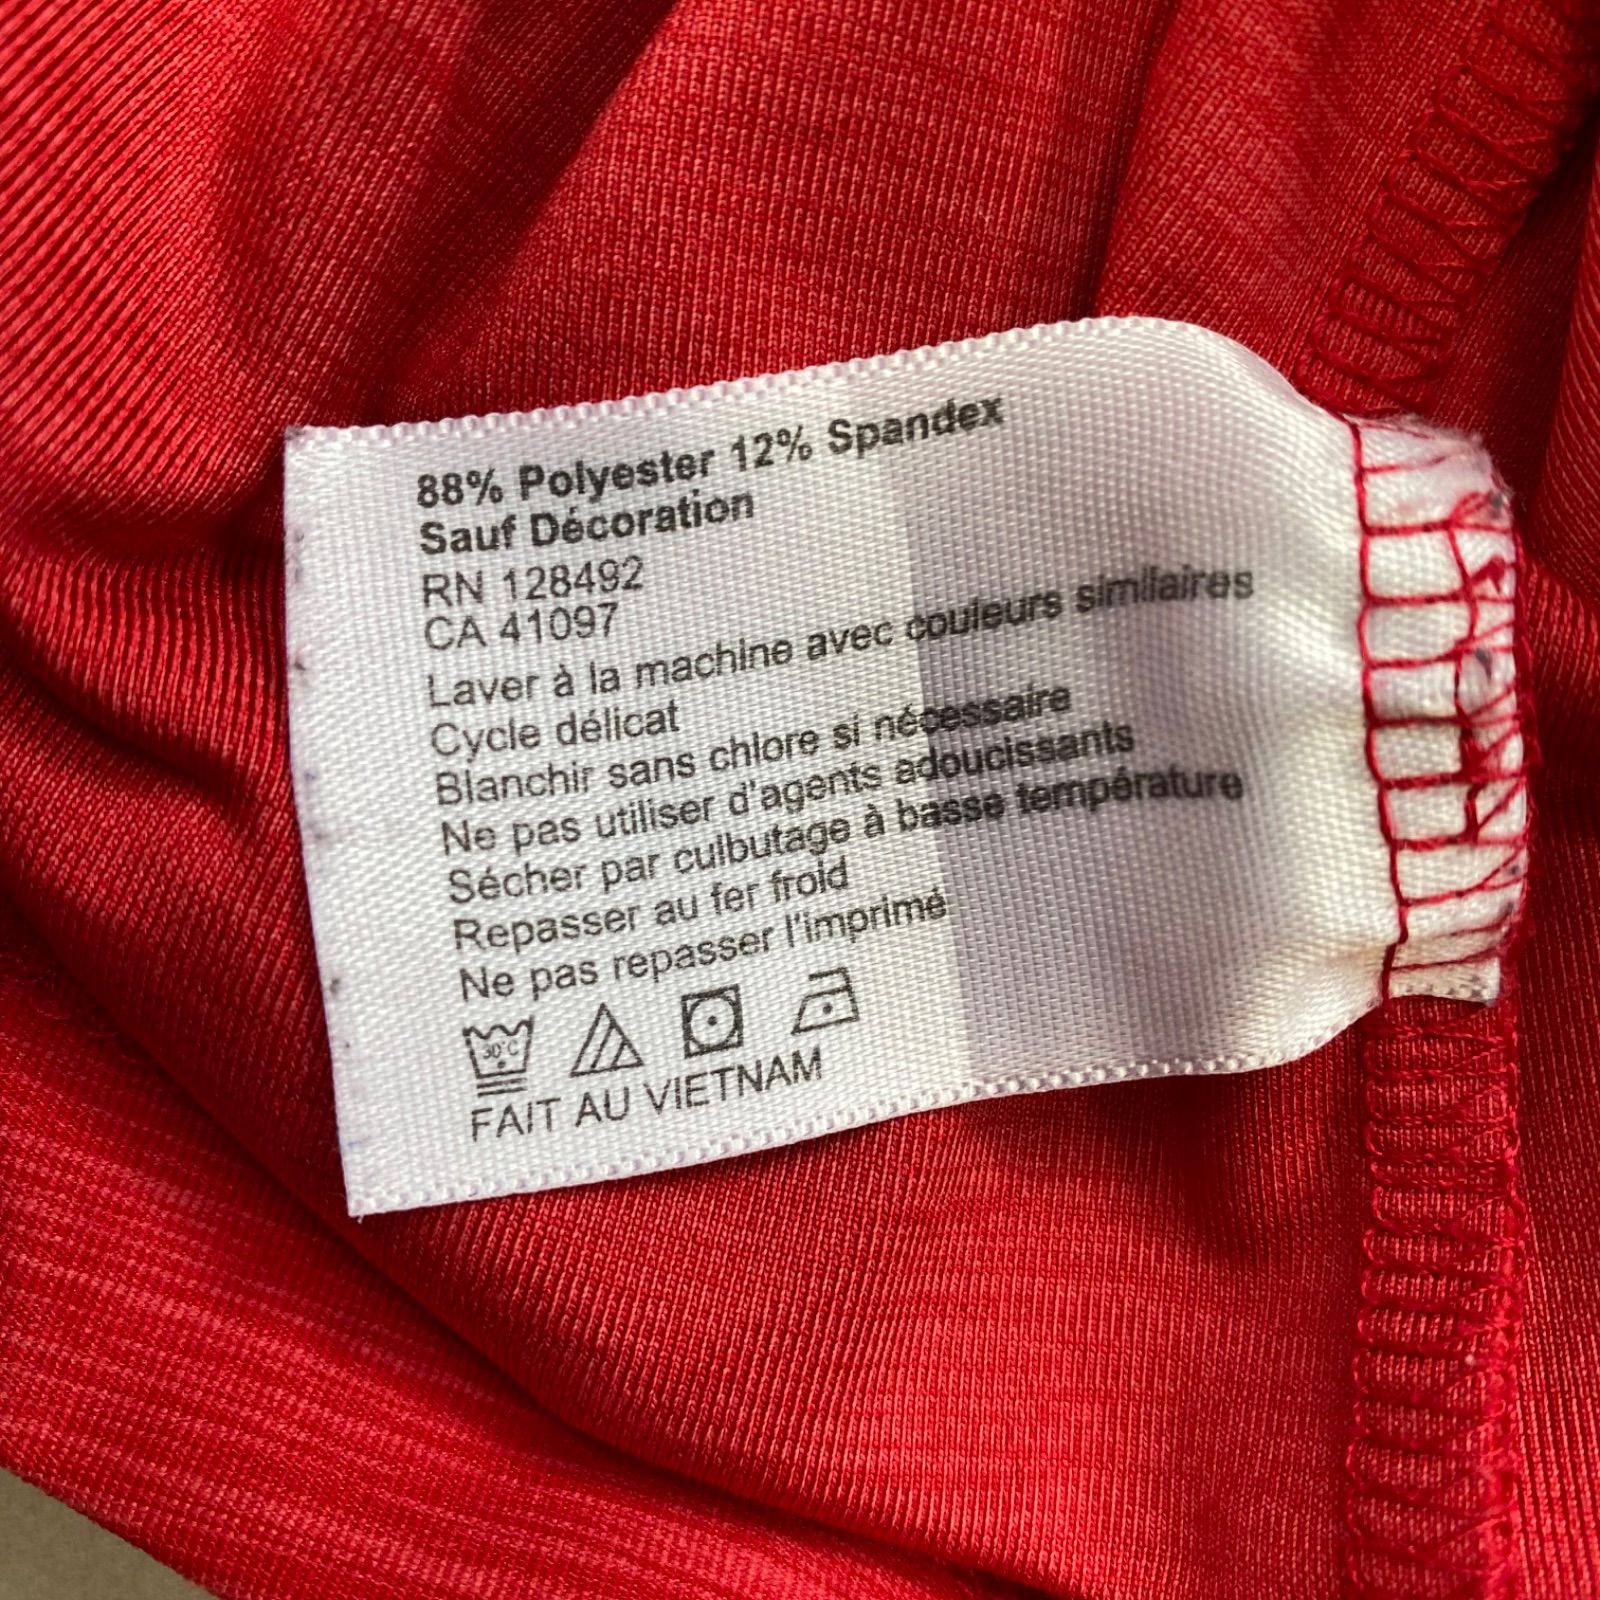 88% Polyester 12% Spandex
Sauf Décoration
RN 128492
CA 41097
Laver à la machine avec couleurs similaires
Cycle délicat
Blanchir sans chlore si nécessaire
Ne pas utiliser d'agents adoucissants
Sécher par culbutage à basse température
Repasser au fer froid
Ne pas repasser l'imprimé
30°C
FAIT AU VIETNAM